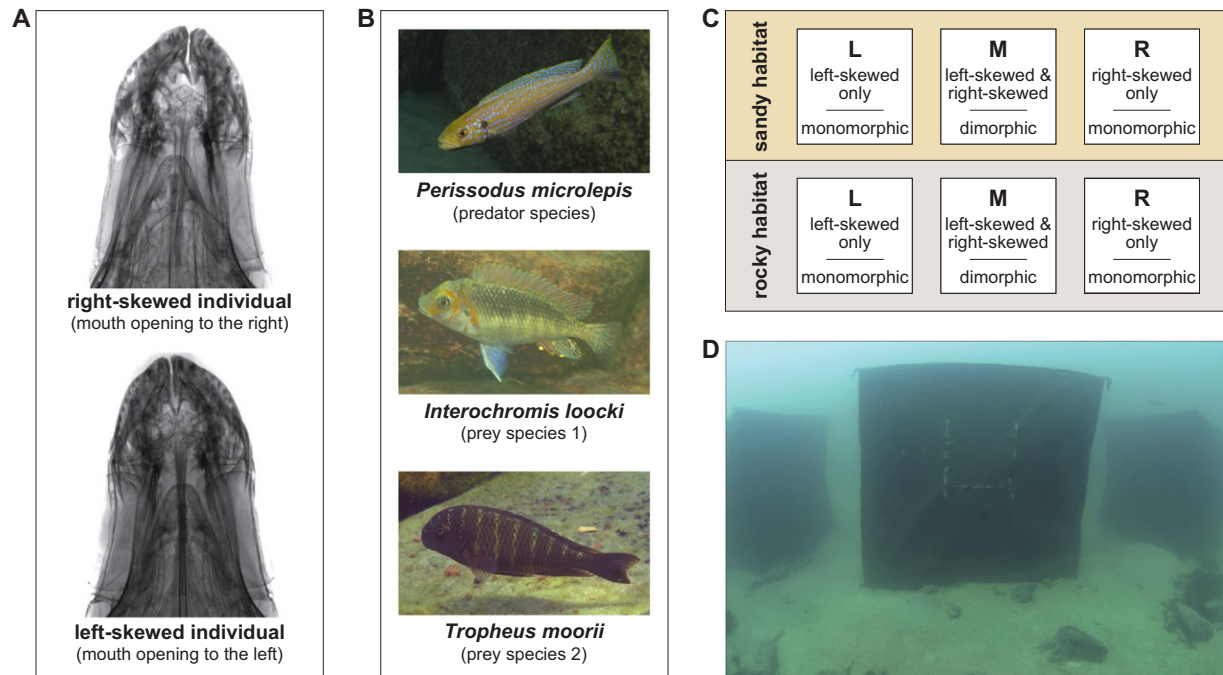 A
right-skewed individual
(mouth opening to the right)
left-skewed individual
(mouth opening to the left)
B
Perissodus microlepis
(predator species)
Interochromis loocki
(prey species 1)
Tropheus moorii
(prey species 2)
C
sandy habitat
L
left-skewed
only
monomorphic
M
left-skewed &
right-skewed
dimorphic
R
right-skewed
only
monomorphic
rocky habitat
L
left-skewed
only
monomorphic
M
left-skewed &
right-skewed
dimorphic
R
right-skewed
only
monomorphic
D